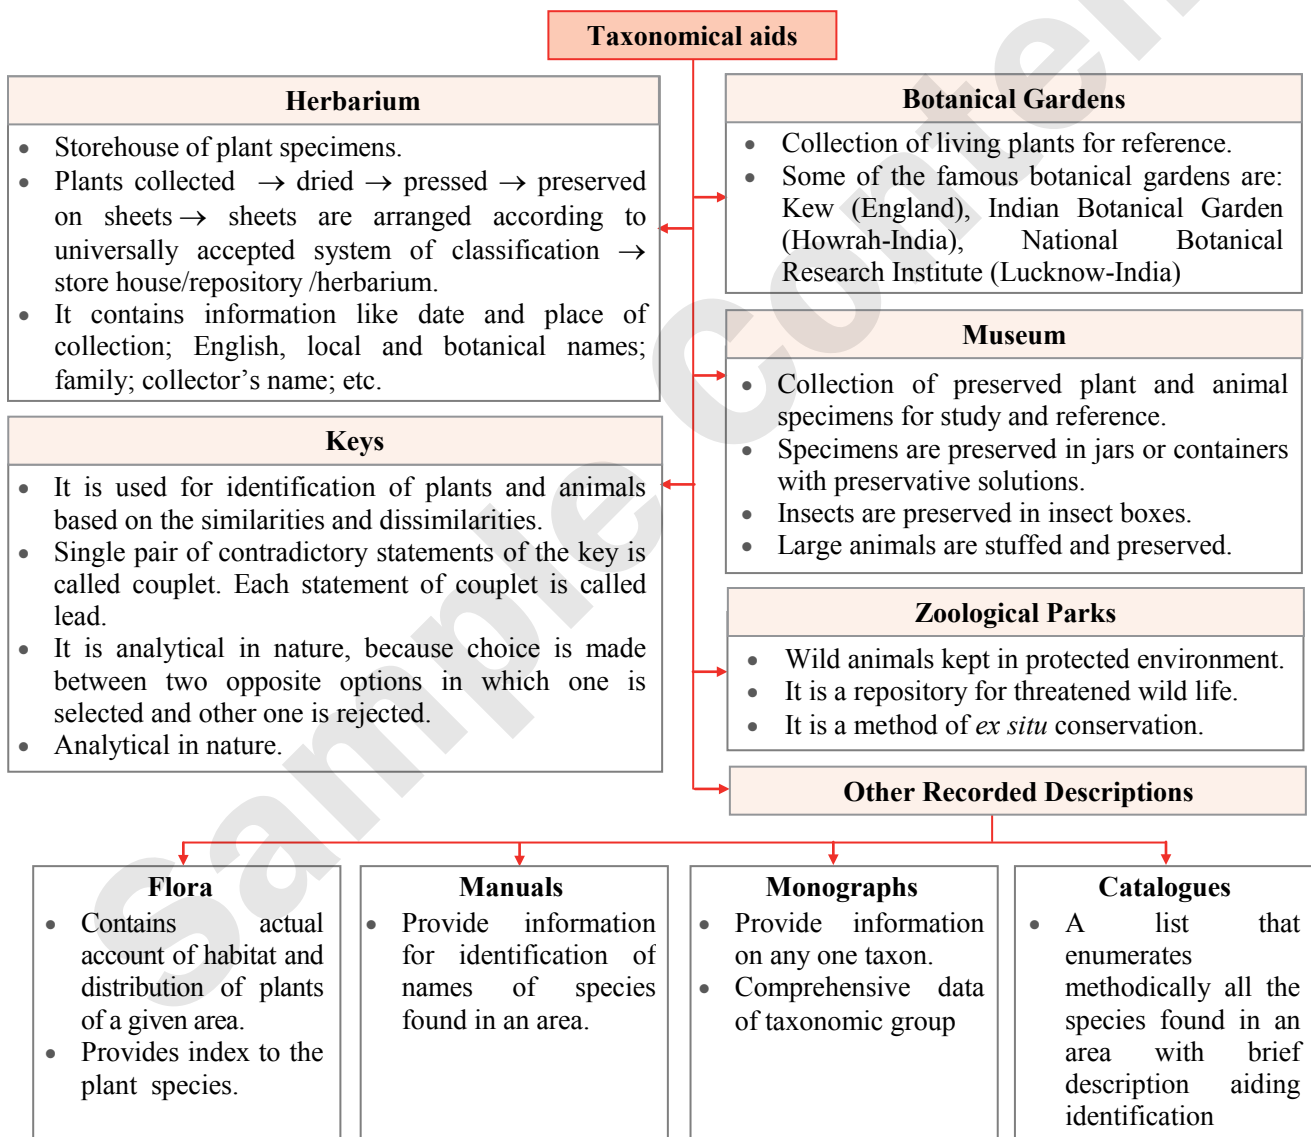 Taxonomical aids
Herbarium
• Storehouse of plant specimens.
• Plants collected → dried → pressed → preserved
on sheets → sheets are arranged according to
universally accepted system of classification →
store house/repository /herbarium.
• It contains information like date and place of
collection; English, local and botanical names;
family; collector’s name; etc.
Keys
• It is used for identification of plants and animals
based on the similarities and dissimilarities.
• Single pair of contradictory statements of the key is
called couplet. Each statement of couplet is called
lead.
• It is analytical in nature, because choice is made
between two opposite options in which one is
selected and other one is rejected.
• Analytical in nature.
Botanical Gardens
• Collection of living plants for reference.
• Some of the famous botanical gardens are:
Kew (England), Indian Botanical Garden
(Howrah-India), National Botanical
Research Institute (Lucknow-India)
Museum
• Collection of preserved plant and animal
specimens for study and reference.
• Specimens are preserved in jars or containers
with preservative solutions.
• Insects are preserved in insect boxes.
• Large animals are stuffed and preserved.
Zoological Parks
• Wild animals kept in protected environment.
• It is a repository for threatened wild life.
• It is a method of ex situ conservation.
Other Recorded Descriptions
Flora
• Contains actual
account of habitat and
distribution of plants
of a given area.
• Provides index to the
plant species.
Manuals
• Provide information
for identification of
names of species
found in an area.
Monographs
• Provide information
on any one taxon.
• Comprehensive data
of taxonomic group
Catalogues
• A list that
enumerates
methodically all the
species found in an
area with brief
description aiding
identification
Sample Conten